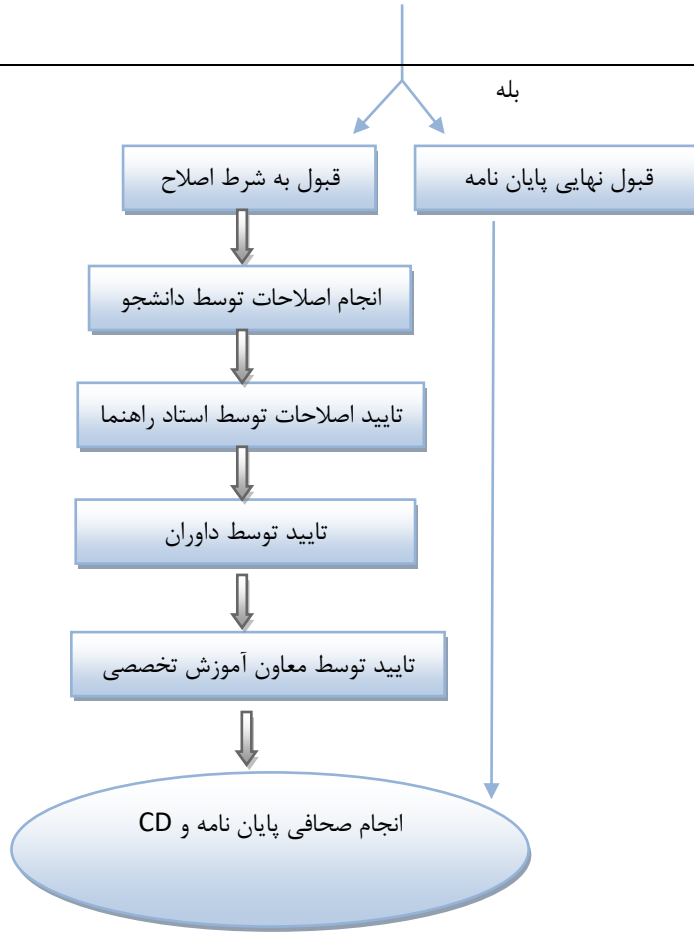 بله
قبول نهایی پایان نامه
قبول به شرط اصلاح
انجام اصلاحات توسط دانشجو
تایید اصلاحات توسط استاد راهنما
تایید توسط داوران
تایید توسط معاون آموزش تخصصی
انجام صحافی پایان نامه و CD